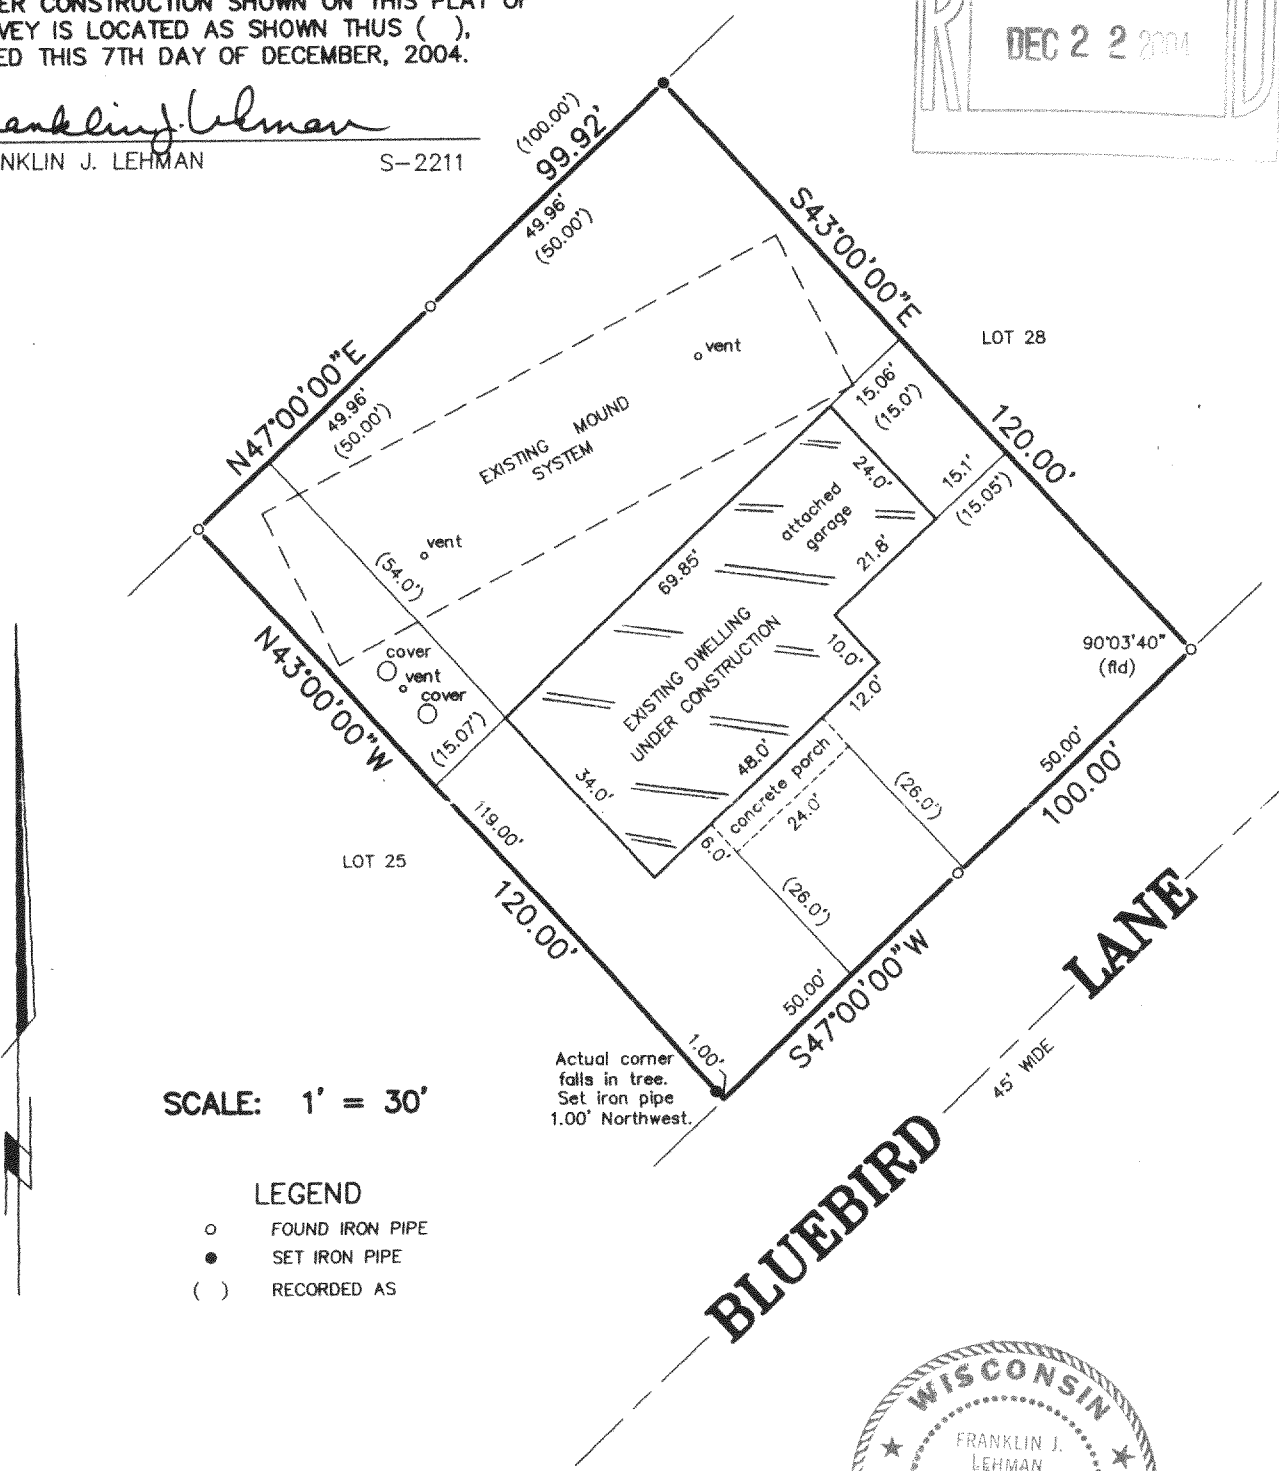 ER CONSTRUCTION SHOWN ON THIS PLAT OF
VEY IS LOCATED AS SHOWN THUS ( ),
ED THIS 7TH DAY OF DECEMBER, 2004.
NKLIN J. LEHMAN S-2211
DEC 2 2 2004
(100.00')
99.92'
49.96'
(50.00')
S43°00'00"E
LOT 28
N47°00'00"E
49.96'
(50.00')
vent
EXISTING MOUND
SYSTEM
15.06'
(15.0')
120.00'
24.0'
15.1'
(15.05')
attached
garage
21.8'
vent
(54.0')
69.85'
10.0'
90°03'40"
(fld)
N43°00'00"W
cover
vent
cover
(15.07')
EXISTING DWELLING
UNDER CONSTRUCTION
12.0'
48.0'
34.0'
concrete porch
24.0'
6.0'
(26.0')
(26.0')
50.00'
100.00'
119.00'
LOT 25
120.00'
50.00'
S47°00'00"W
1.00'
Actual corner
falls in tree.
Set iron pipe
1.00' Northwest.
BLUEBIRD LANE
45' WIDE
SCALE: 1' = 30'
LEGEND
○ FOUND IRON PIPE
● SET IRON PIPE
( ) RECORDED AS
WISCONSIN
FRANKLIN J.
LEHMAN